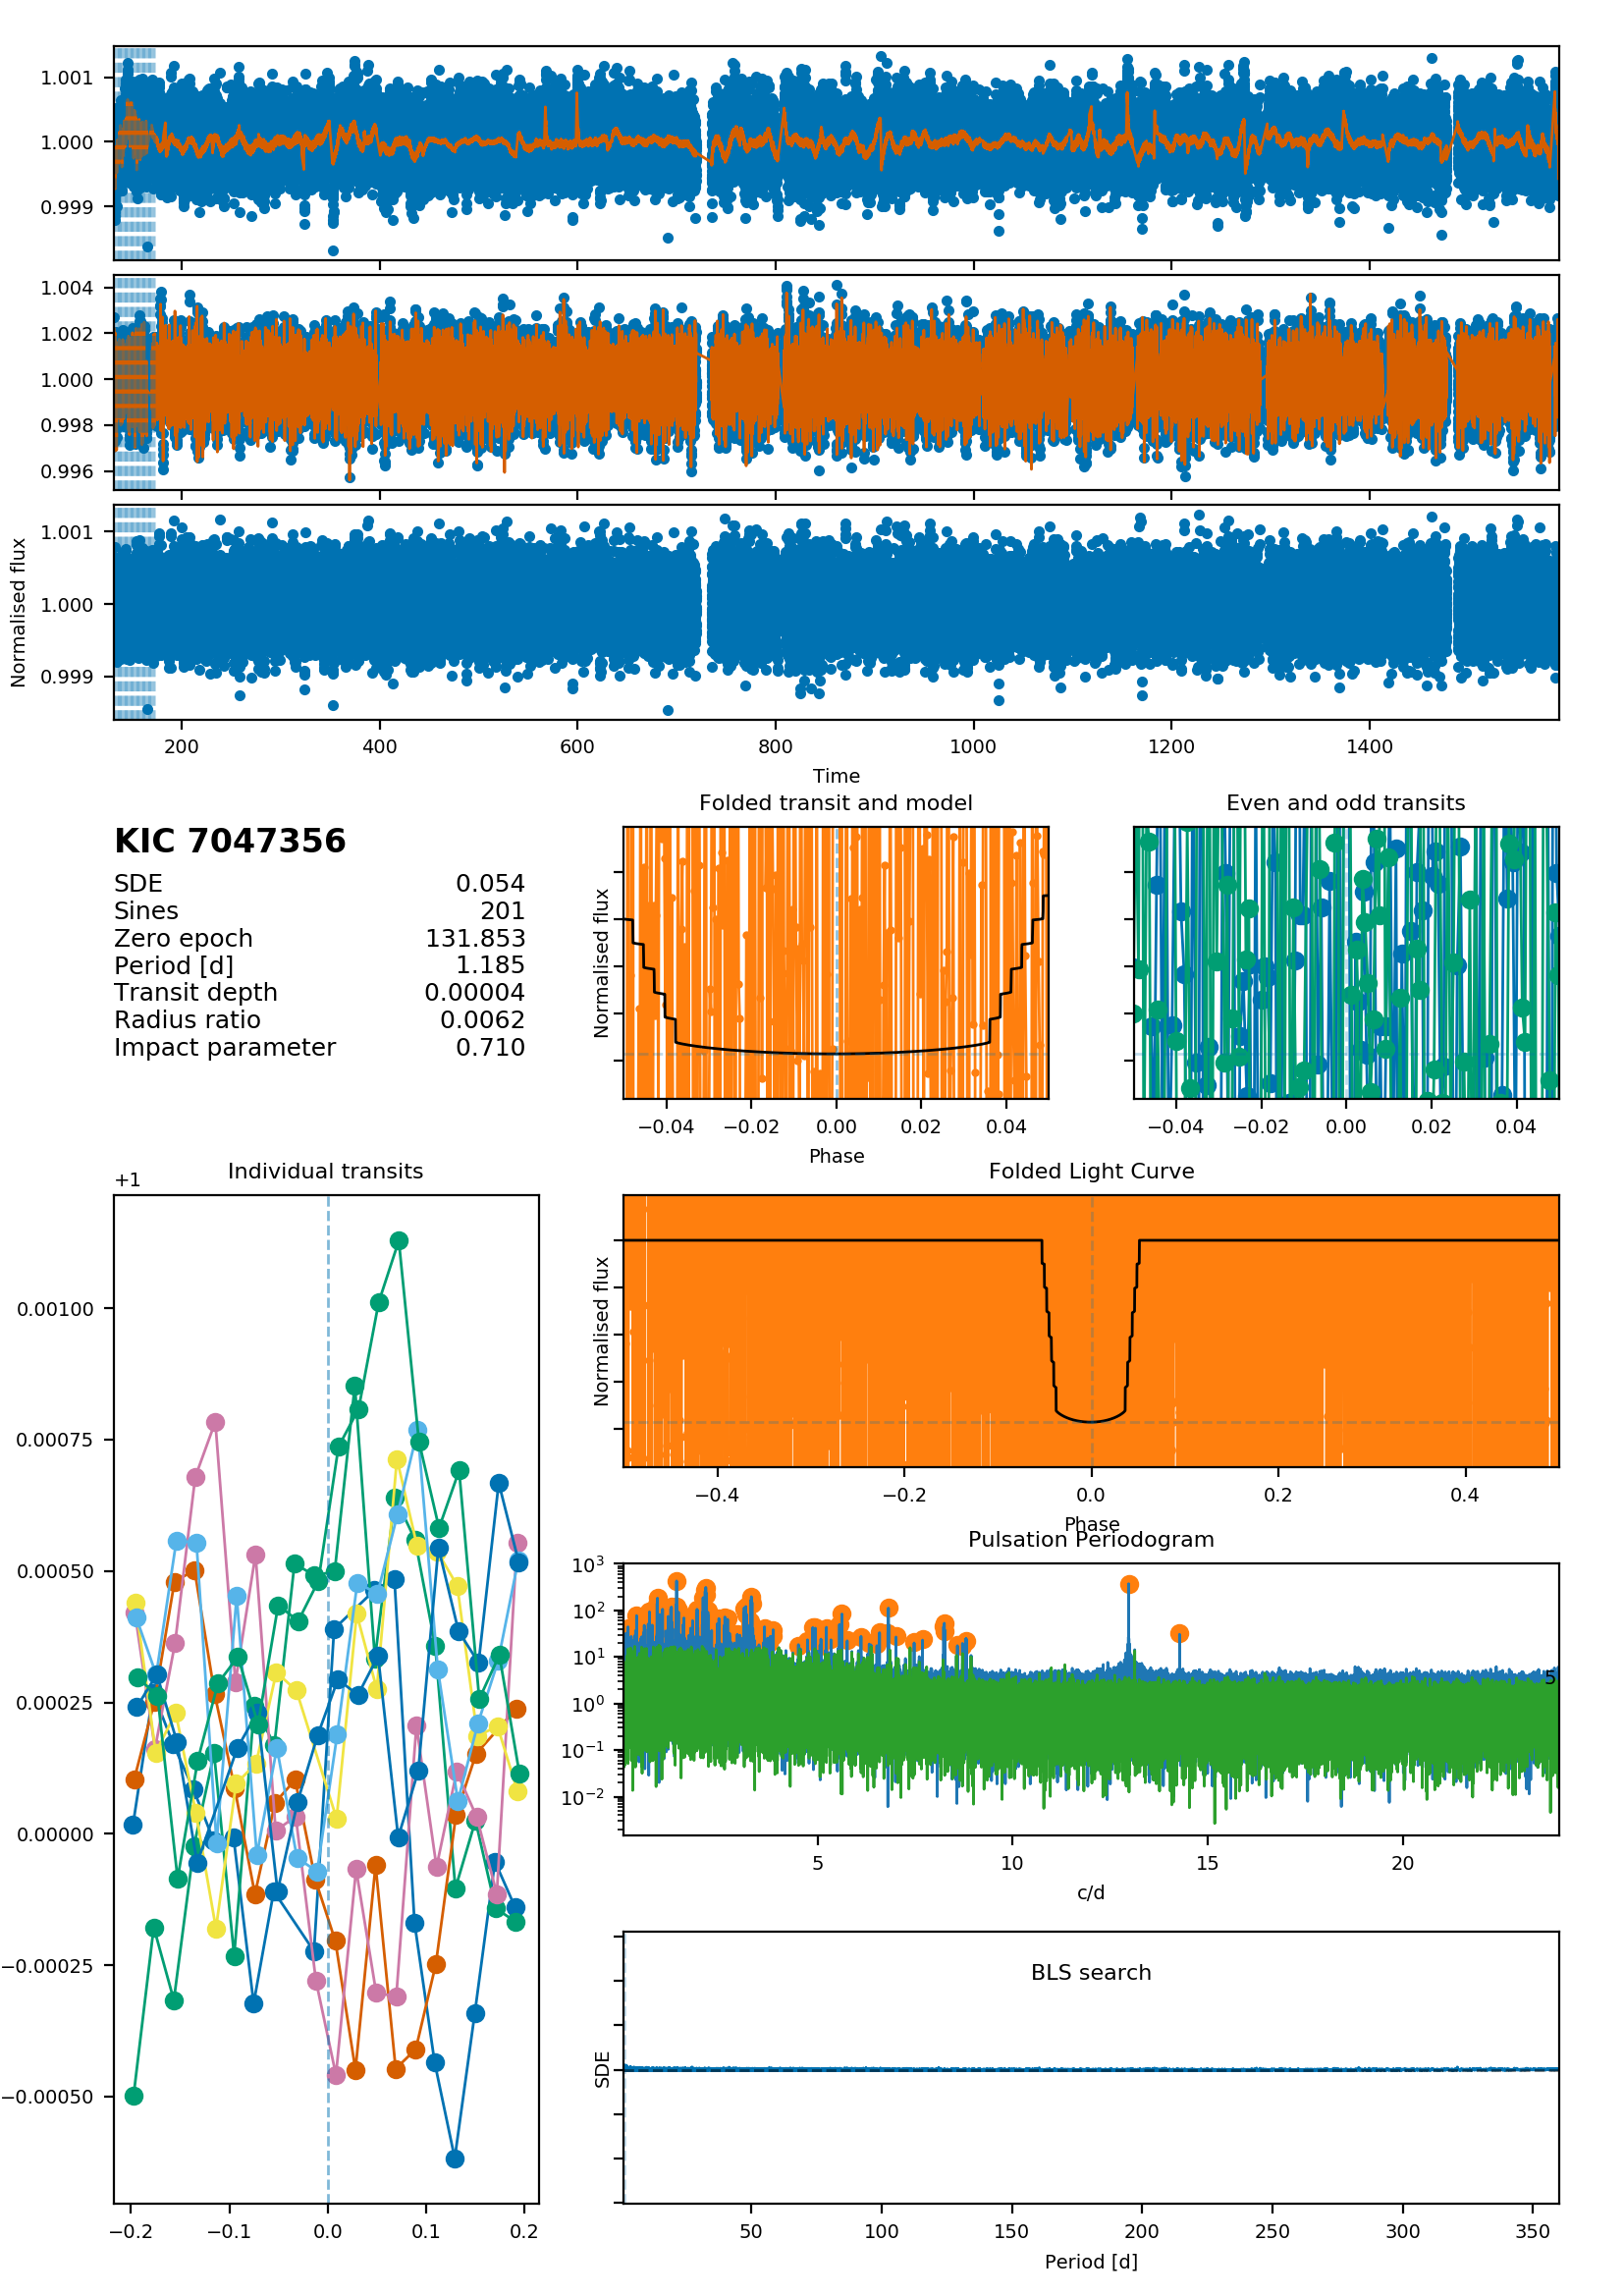 1.001
1.000
0.999
1.004
1.002
1.000
0.998
0.996
1.001
1.000
0.999
Normalised flux
200 400 600 800 1000 1200 1400
Time
KIC 7047356
SDE 0.054
Sines 201
Zero epoch 131.853
Period [d] 1.185
Transit depth 0.00004
Radius ratio 0.0062
Impact parameter 0.710
Folded transit and model
Normalised flux
−0.04 −0.02 0.00 0.02 0.04
Phase
Even and odd transits
−0.04 −0.02 0.00 0.02 0.04
Individual transits
+1
0.00100
0.00075
0.00050
0.00025
0.00000
−0.00025
−0.00050
−0.2 −0.1 0.0 0.1 0.2
Folded Light Curve
Normalised flux
−0.4 −0.2 0.0 0.2 0.4
Phase
Pulsation Periodogram
10³
10²
10¹
10⁰
10⁻¹
10⁻²
5
5 10 15 20
c/d
BLS search
SDE
50 100 150 200 250 300 350
Period [d]